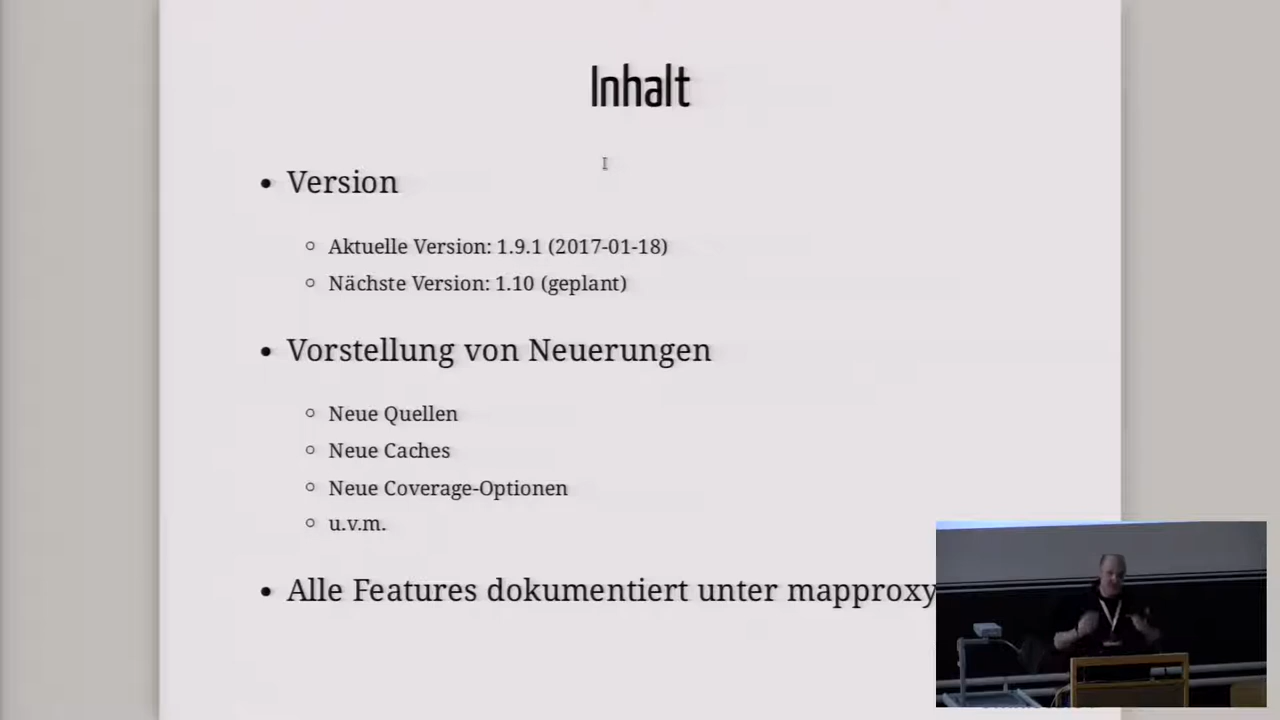 Inhalt
• Version
○ Aktuelle Version: 1.9.1 (2017-01-18)
○ Nächste Version: 1.10 (geplant)
• Vorstellung von Neuerungen
○ Neue Quellen
○ Neue Caches
○ Neue Coverage-Optionen
○ u.v.m.
• Alle Features dokumentiert unter mapproxy